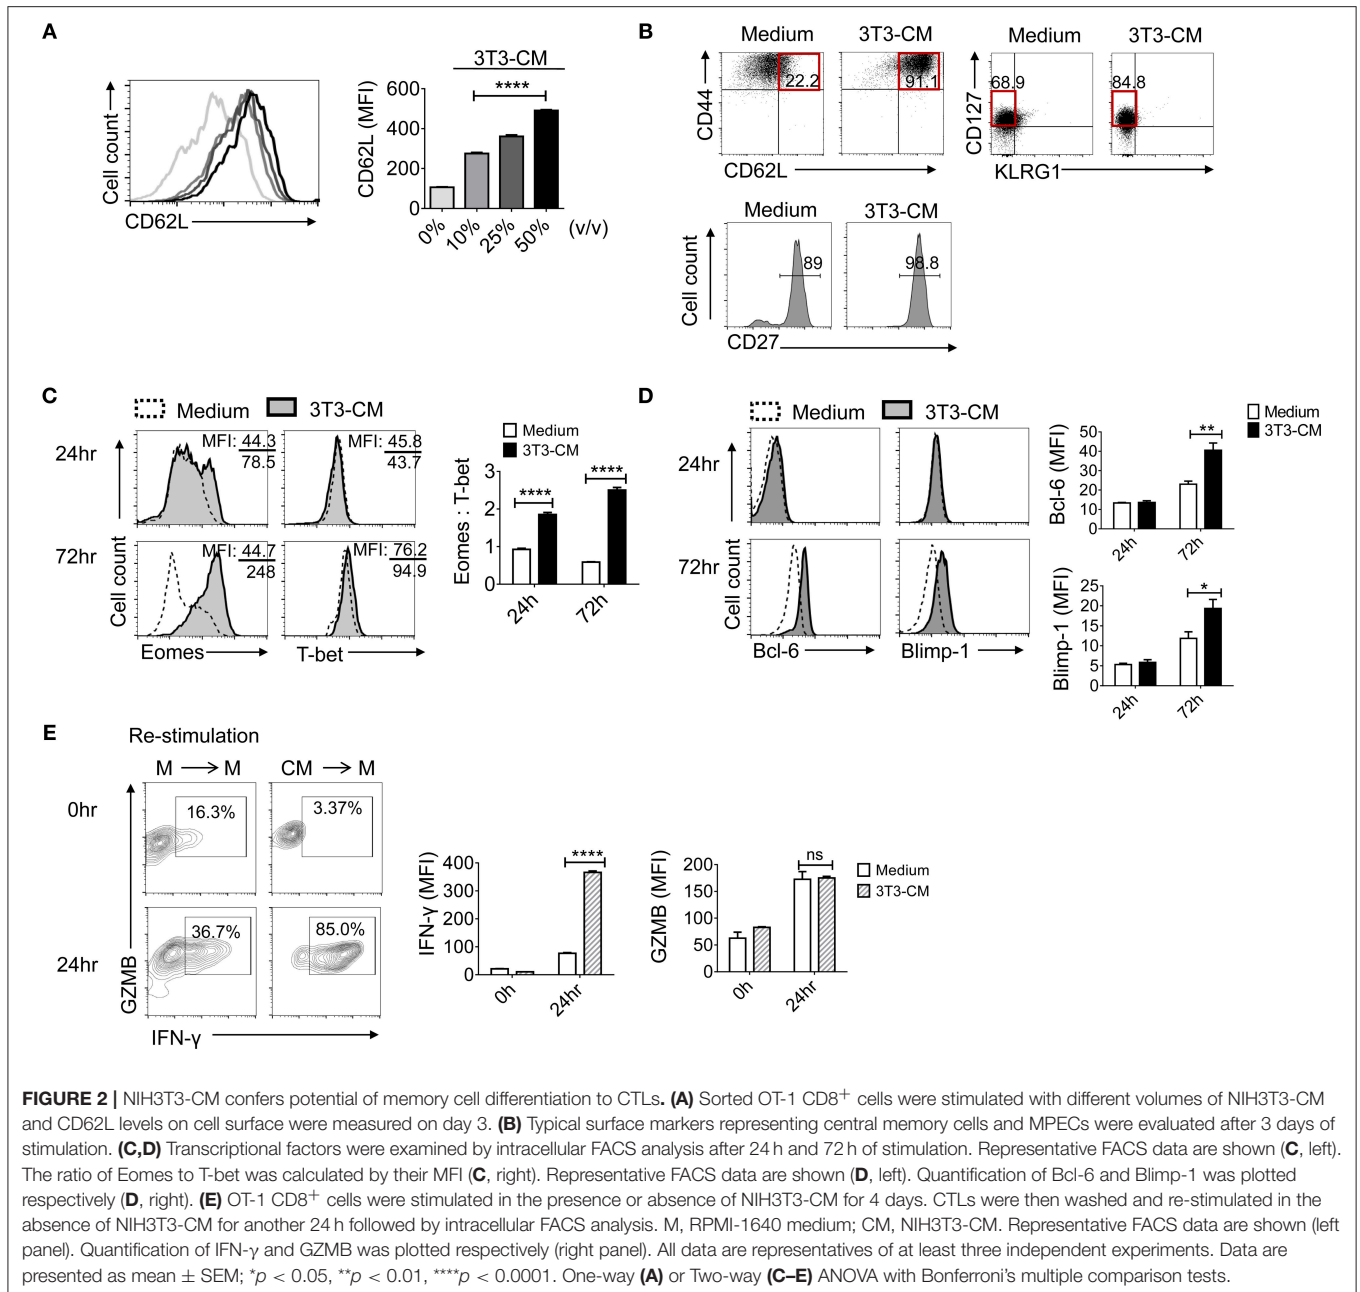 A
3T3-CM
****
CD62L (MFI)
600
400
200
0
0%
10%
25%
50%
(v/v)
Cell count
CD62L
B
Medium
3T3-CM
22.2
91.1
CD44
CD62L
Medium
3T3-CM
68.9
84.8
CD127
KLRG1
Medium
3T3-CM
89
98.8
Cell count
CD27
C
Medium
3T3-CM
24hr
MFI: 44.3
78.5
45.8
43.7
72hr
MFI: 44.7
248
MFI: 76.2
94.9
Cell count
Eomes
T-bet
Medium
3T3-CM
Eomes : T-bet
3
2
1
0
****
****
24h
72h
D
Medium
3T3-CM
24hr
72hr
Cell count
Bcl-6
Blimp-1
Medium
3T3-CM
Bcl-6 (MFI)
50
40
30
20
10
0
**
24h
72h
Blimp-1 (MFI)
25
20
15
10
5
0
*
24h
72h
E
Re-stimulation
M
M
CM
M
0hr
16.3%
3.37%
24hr
36.7%
85.0%
GZMB
IFN-γ
IFN-γ (MFI)
400
300
200
100
0
****
0h
24hr
GZMB (MFI)
200
150
100
50
0
ns
0h
24hr
Medium
3T3-CM
FIGURE 2 | NIH3T3-CM confers potential of memory cell differentiation to CTLs. (A) Sorted OT-1 CD8+ cells were stimulated with different volumes of NIH3T3-CM
and CD62L levels on cell surface were measured on day 3. (B) Typical surface markers representing central memory cells and MPECs were evaluated after 3 days of
stimulation. (C,D) Transcriptional factors were examined by intracellular FACS analysis after 24 h and 72 h of stimulation. Representative FACS data are shown (C, left).
The ratio of Eomes to T-bet was calculated by their MFI (C, right). Representative FACS data are shown (D, left). Quantification of Bcl-6 and Blimp-1 was plotted
respectively (D, right). (E) OT-1 CD8+ cells were stimulated in the presence or absence of NIH3T3-CM for 4 days. CTLs were then washed and re-stimulated in the
absence of NIH3T3-CM for another 24 h followed by intracellular FACS analysis. M, RPMI-1640 medium; CM, NIH3T3-CM. Representative FACS data are shown (left
panel). Quantification of IFN-γ and GZMB was plotted respectively (right panel). All data are representatives of at least three independent experiments. Data are
presented as mean ± SEM; *p < 0.05, **p < 0.01, ****p < 0.0001. One-way (A) or Two-way (C–E) ANOVA with Bonferroni's multiple comparison tests.